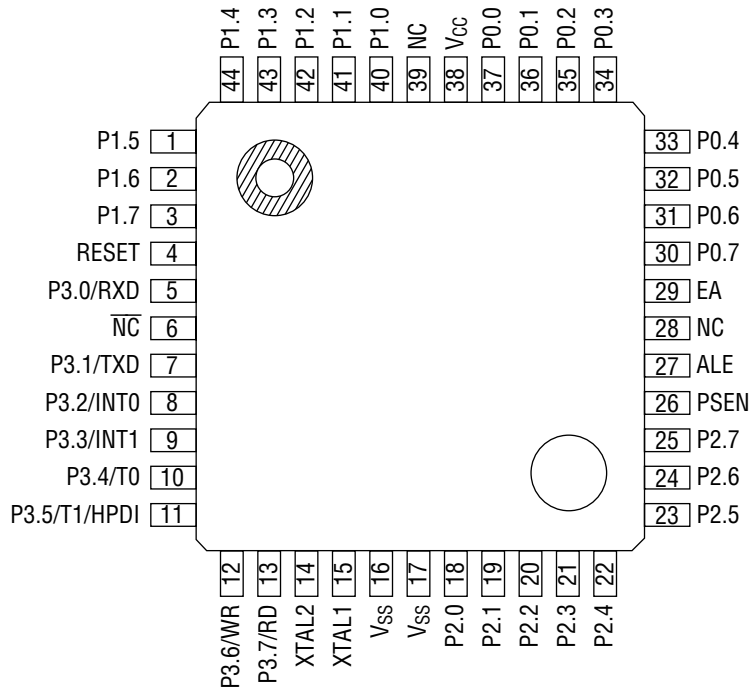 P1.4
P1.3
P1.2
P1.1
P1.0
NC
VCC
P0.0
P0.1
P0.2
P0.3
44
43
42
41
40
39
38
37
36
35
34
P1.5 1
P1.6 2
P1.7 3
RESET 4
P3.0/RXD 5
N̅C̅ 6
P3.1/TXD 7
P3.2/INT0 8
P3.3/INT1 9
P3.4/T0 10
P3.5/T1/HPDI 11
33 P0.4
32 P0.5
31 P0.6
30 P0.7
29 EA
28 NC
27 ALE
26 PSEN
25 P2.7
24 P2.6
23 P2.5
12
13
14
15
16
17
18
19
20
21
22
P3.6/WR
P3.7/RD
XTAL2
XTAL1
VSS
VSS
P2.0
P2.1
P2.2
P2.3
P2.4